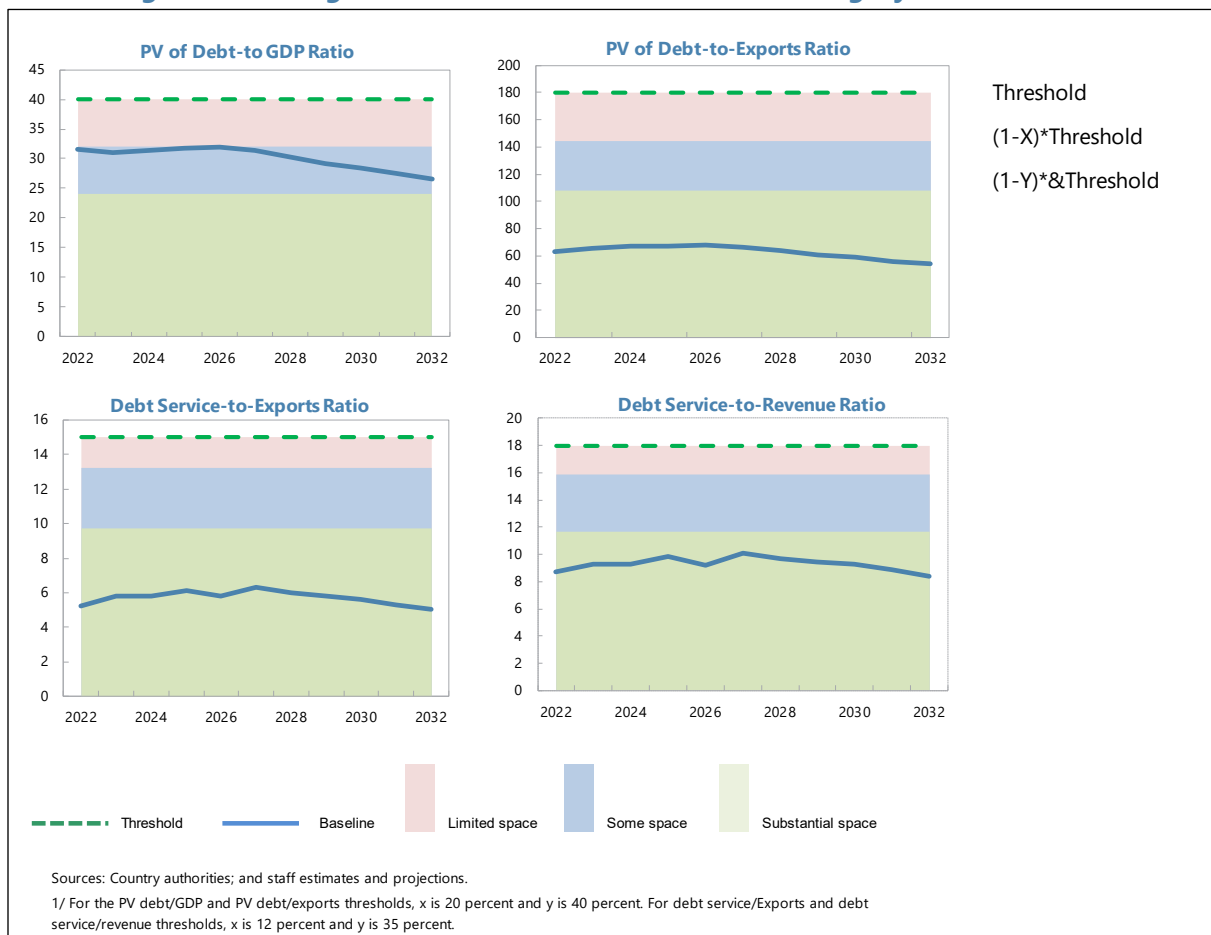 PV of Debt-to GDP Ratio
45
40
35
30
25
20
15
10
5
0
2022 2024 2026 2028 2030 2032
PV of Debt-to-Exports Ratio
200
180
160
140
120
100
80
60
40
20
0
2022 2024 2026 2028 2030 2032
Threshold
(1-X)*Threshold
(1-Y)*&Threshold
Debt Service-to-Exports Ratio
16
14
12
10
8
6
4
2
0
2022 2024 2026 2028 2030 2032
Debt Service-to-Revenue Ratio
20
18
16
14
12
10
8
6
4
2
0
2022 2024 2026 2028 2030 2032
Threshold Baseline Limited space Some space Substantial space
Sources: Country authorities; and staff estimates and projections.
1/ For the PV debt/GDP and PV debt/exports thresholds, x is 20 percent and y is 40 percent. For debt service/Exports and debt
service/revenue thresholds, x is 12 percent and y is 35 percent.